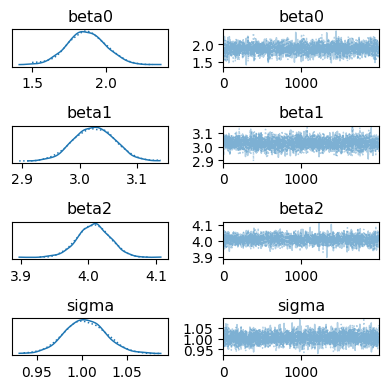 beta0 beta0
2.0
1.5
1.5 2.0 0 1000
beta1 beta1
3.1
3.0
2.9
2.9 3.0 3.1 0 1000
beta2 beta2
4.1
4.0
3.9
3.9 4.0 4.1 0 1000
sigma sigma
1.05
1.00
0.95
0.95 1.00 1.05 0 1000